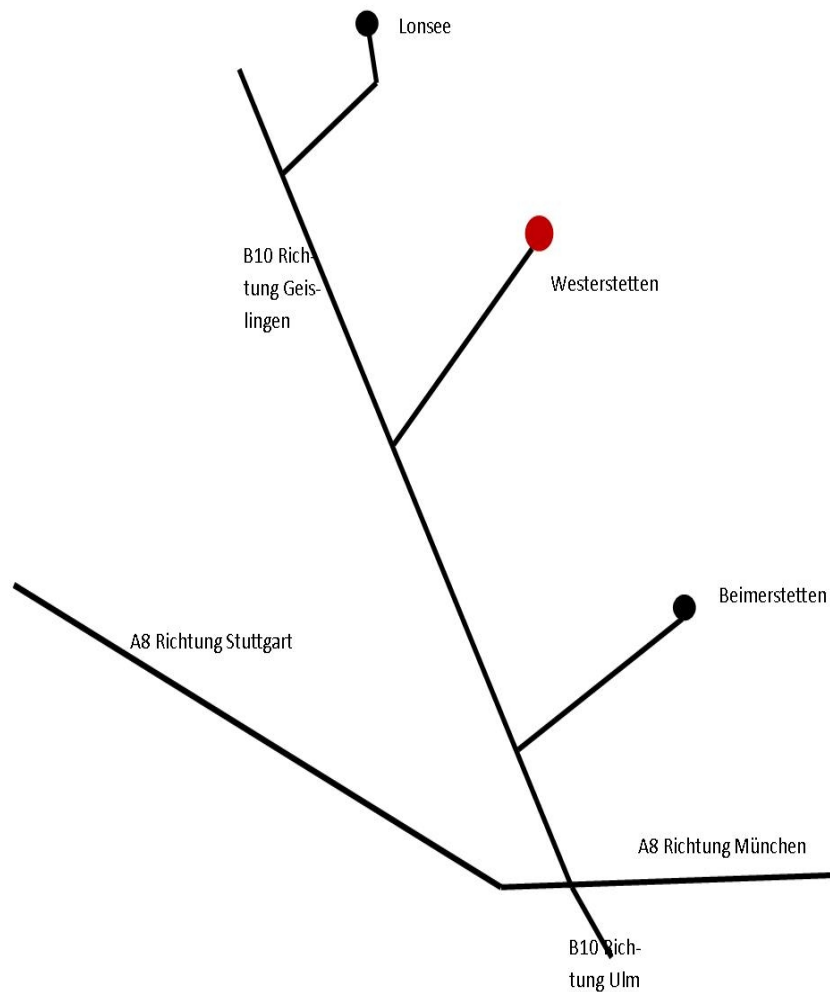 Lonsee
B10 Rich-
tung Geis-
lingen
Westerstetten
Beimerstetten
A8 Richtung Stuttgart
A8 Richtung München
B10 Rich-
tung Ulm